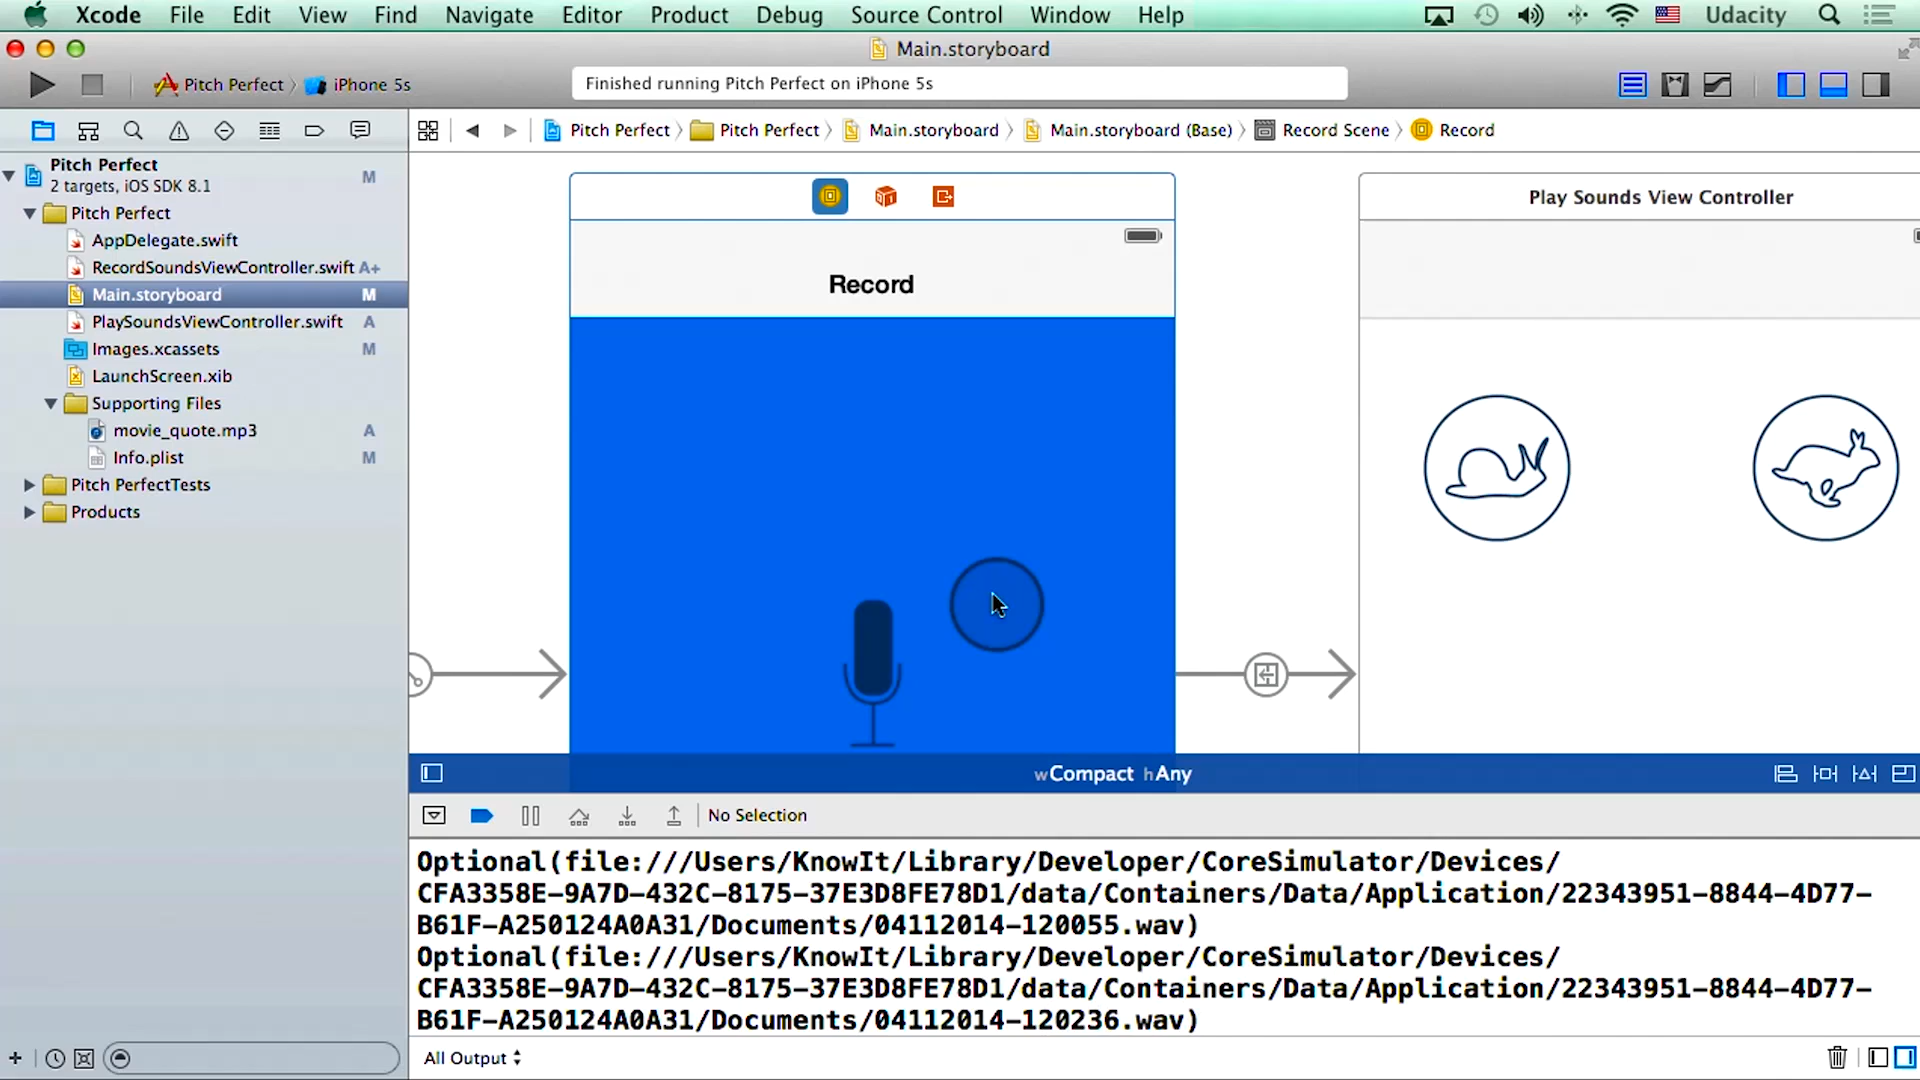 Xcode File Edit View Find Navigate Editor Product Debug Source Control Window Help Udacity
Main.storyboard
Pitch Perfect iPhone 5s
Finished running Pitch Perfect on iPhone 5s
Pitch Perfect Pitch Perfect Main.storyboard Main.storyboard (Base) Record Scene Record
Pitch Perfect M
2 targets, iOS SDK 8.1
Pitch Perfect
AppDelegate.swift
RecordSoundsViewController.swift A+
Main.storyboard M
PlaySoundsViewController.swift A
Images.xcassets M
LaunchScreen.xib
Supporting Files
movie_quote.mp3 A
Info.plist M
Pitch PerfectTests
Products
Record
Play Sounds View Controller
wCompact hAny
No Selection
Optional(file:///Users/KnowIt/Library/Developer/CoreSimulator/Devices/
CFA3358E-9A7D-432C-8175-37E3D8FE78D1/data/Containers/Data/Application/22343951-8844-4D77-
B61F-A250124A0A31/Documents/04112014-120055.wav)
Optional(file:///Users/KnowIt/Library/Developer/CoreSimulator/Devices/
CFA3358E-9A7D-432C-8175-37E3D8FE78D1/data/Containers/Data/Application/22343951-8844-4D77-
B61F-A250124A0A31/Documents/04112014-120236.wav)
All Output